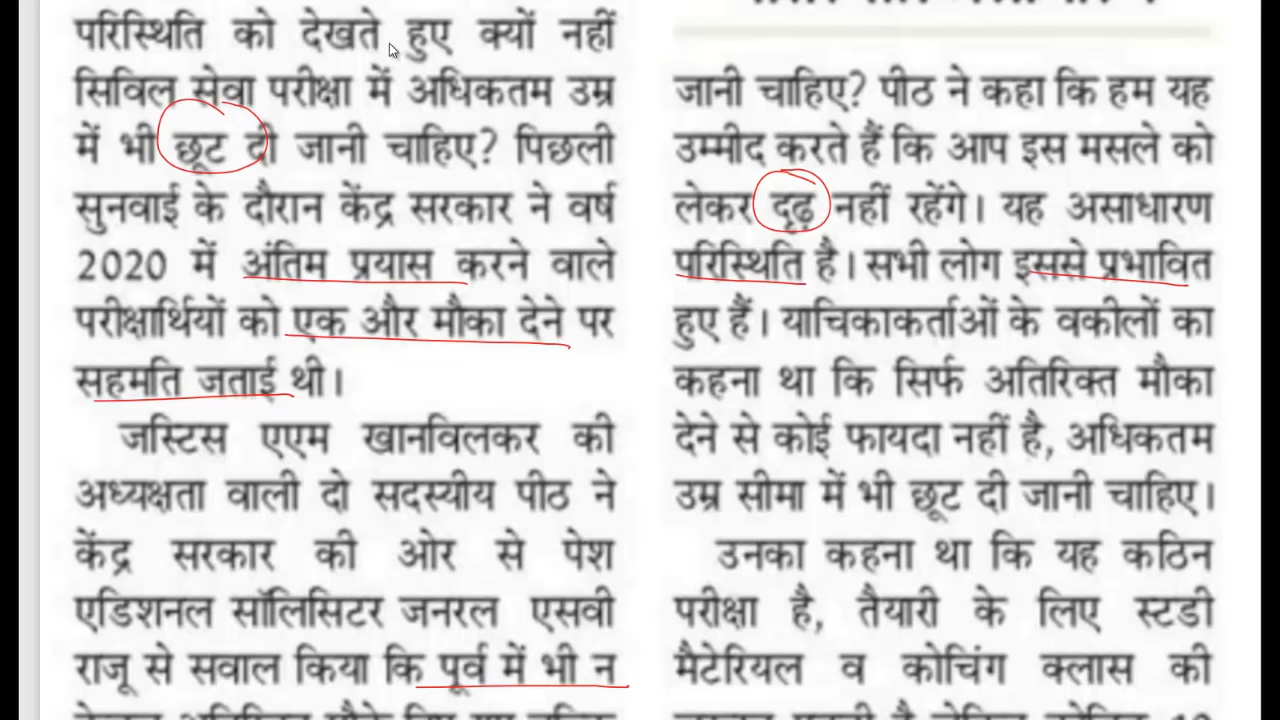 परिस्थिति को देखते हुए क्यों नहीं
सिविल सेवा परीक्षा में अधिकतम उम्र
में भी छूट दी जानी चाहिए? पिछली
सुनवाई के दौरान केंद्र सरकार ने वर्ष
2020 में अंतिम प्रयास करने वाले
परीक्षार्थियों को एक और मौका देने पर
सहमति जताई थी।
जस्टिस एएम खानविलकर की
अध्यक्षता वाली दो सदस्यीय पीठ ने
केंद्र सरकार की ओर से पेश
एडिशनल सॉलिसिटर जनरल एसवी
राजू से सवाल किया कि पूर्व में भी न
जानी चाहिए? पीठ ने कहा कि हम यह
उम्मीद करते हैं कि आप इस मसले को
लेकर दृढ़ नहीं रहेंगे। यह असाधारण
परिस्थिति है। सभी लोग इससे प्रभावित
हुए हैं। याचिकाकर्ताओं के वकीलों का
कहना था कि सिर्फ अतिरिक्त मौका
देने से कोई फायदा नहीं है, अधिकतम
उम्र सीमा में भी छूट दी जानी चाहिए।
उनका कहना था कि यह कठिन
परीक्षा है, तैयारी के लिए स्टडी
मैटेरियल व कोचिंग क्लास की